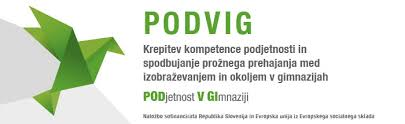 PODVIG
Krepitev kompetence podjetnosti in
spodbujanje prožnega prehajanja med
izobraževanjem in okoljem v gimnazijah
PODjetnost V GImnaziji
Naložbo sofinancirata Republika Slovenija in Evropska unija iz Evropskega socialnega sklada